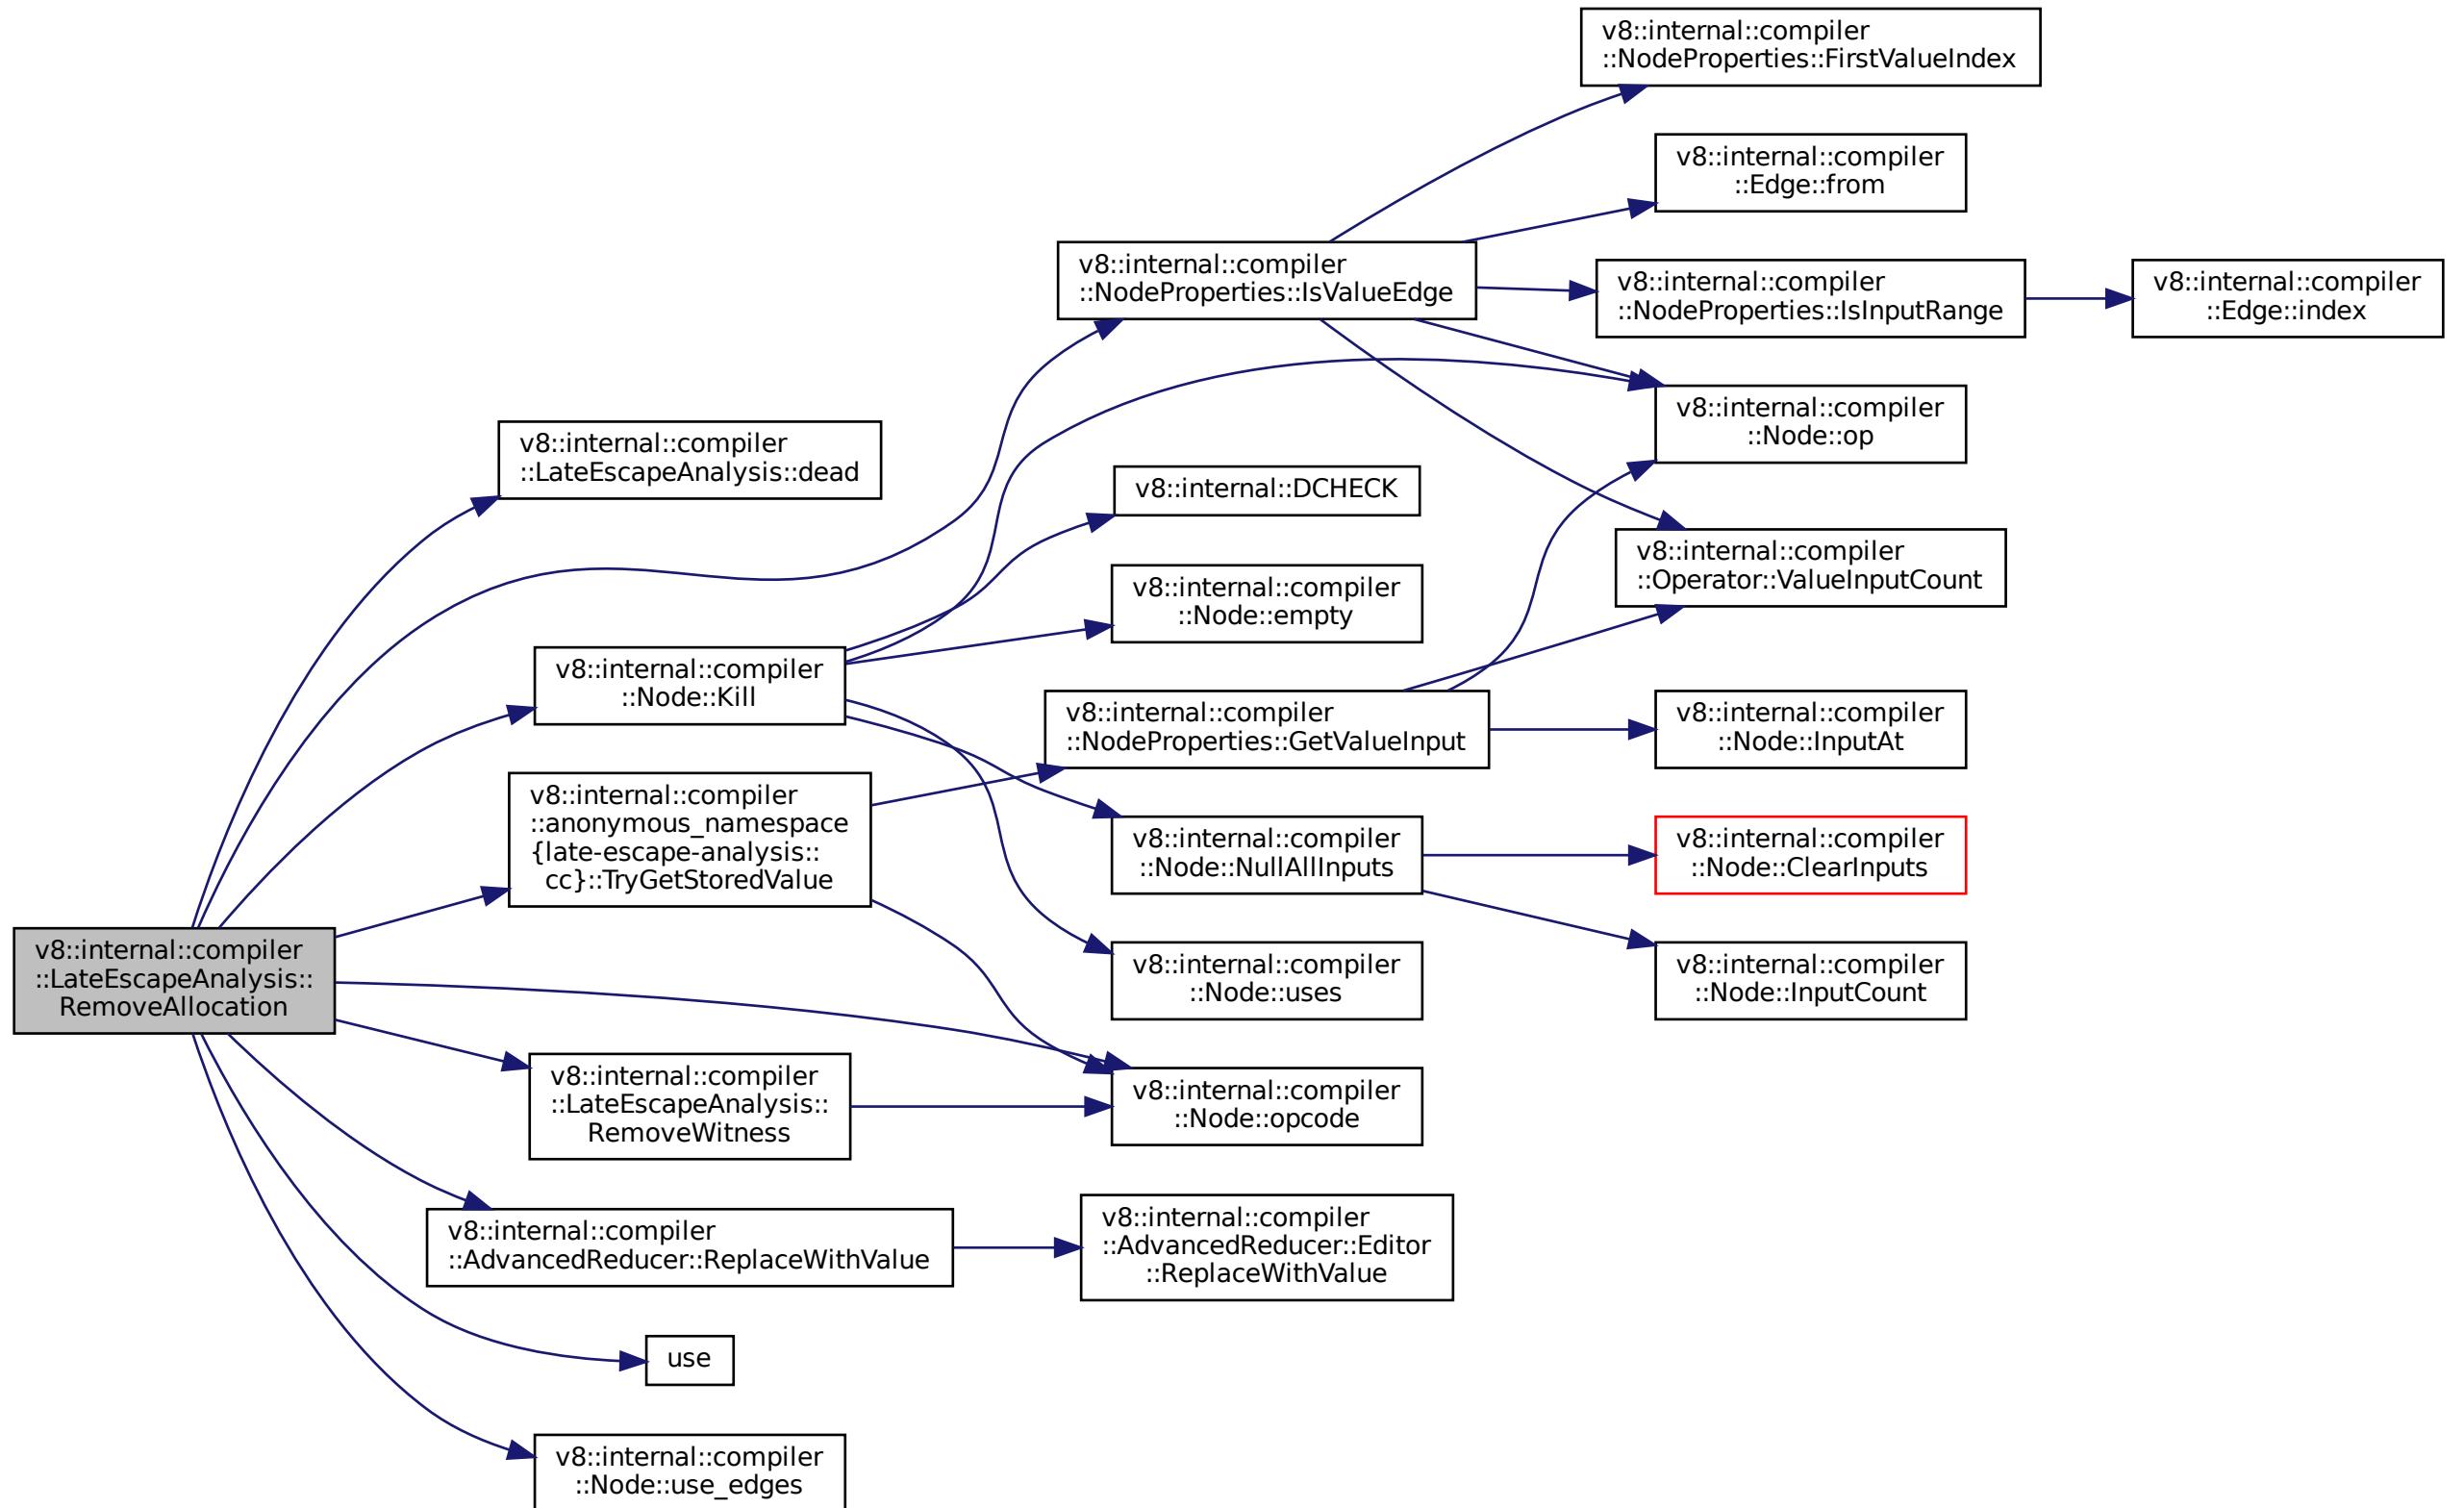 v8::internal::compiler
::NodeProperties::FirstValueIndex
v8::internal::compiler
::Edge::from
v8::internal::compiler
::NodeProperties::IsValueEdge
v8::internal::compiler
::NodeProperties::IsInputRange
v8::internal::compiler
::Edge::index
v8::internal::compiler
::Node::op
v8::internal::compiler
::LateEscapeAnalysis::dead
v8::internal::DCHECK
v8::internal::compiler
::Operator::ValueInputCount
v8::internal::compiler
::Node::empty
v8::internal::compiler
::Node::Kill
v8::internal::compiler
::NodeProperties::GetValueInput
v8::internal::compiler
::Node::InputAt
v8::internal::compiler
::anonymous_namespace
{late-escape-analysis::
cc}::TryGetStoredValue
v8::internal::compiler
::Node::NullAllInputs
v8::internal::compiler
::Node::ClearInputs
v8::internal::compiler
::LateEscapeAnalysis::
RemoveAllocation
v8::internal::compiler
::Node::uses
v8::internal::compiler
::Node::InputCount
v8::internal::compiler
::LateEscapeAnalysis::
RemoveWitness
v8::internal::compiler
::Node::opcode
v8::internal::compiler
::AdvancedReducer::ReplaceWithValue
v8::internal::compiler
::AdvancedReducer::Editor
::ReplaceWithValue
use
v8::internal::compiler
::Node::use_edges